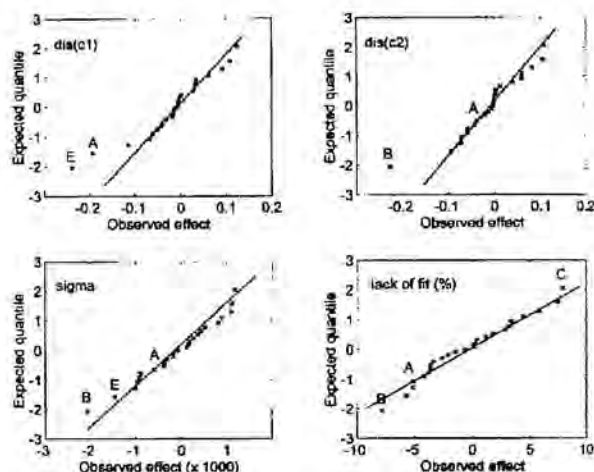 3
2
1
0
-1
-2
-3
Expected quantile
dis(c1)
E
A
-0.2 -0.1 0 0.1 0.2
Observed effect
3
2
1
0
-1
-2
-3
Expected quantile
dis(c2)
A
B
-0.2 -0.1 0 0.1 0.2
Observed effect
3
2
1
0
-1
-2
-3
Expected quantile
sigma
A
E
B
-2 -1 0 1 2
Observed effect (x 1000)
3
2
1
0
-1
-2
-3
Expected quantile
lack of fit (%)
C
A
B
-10 -5 0 5 10
Observed effect